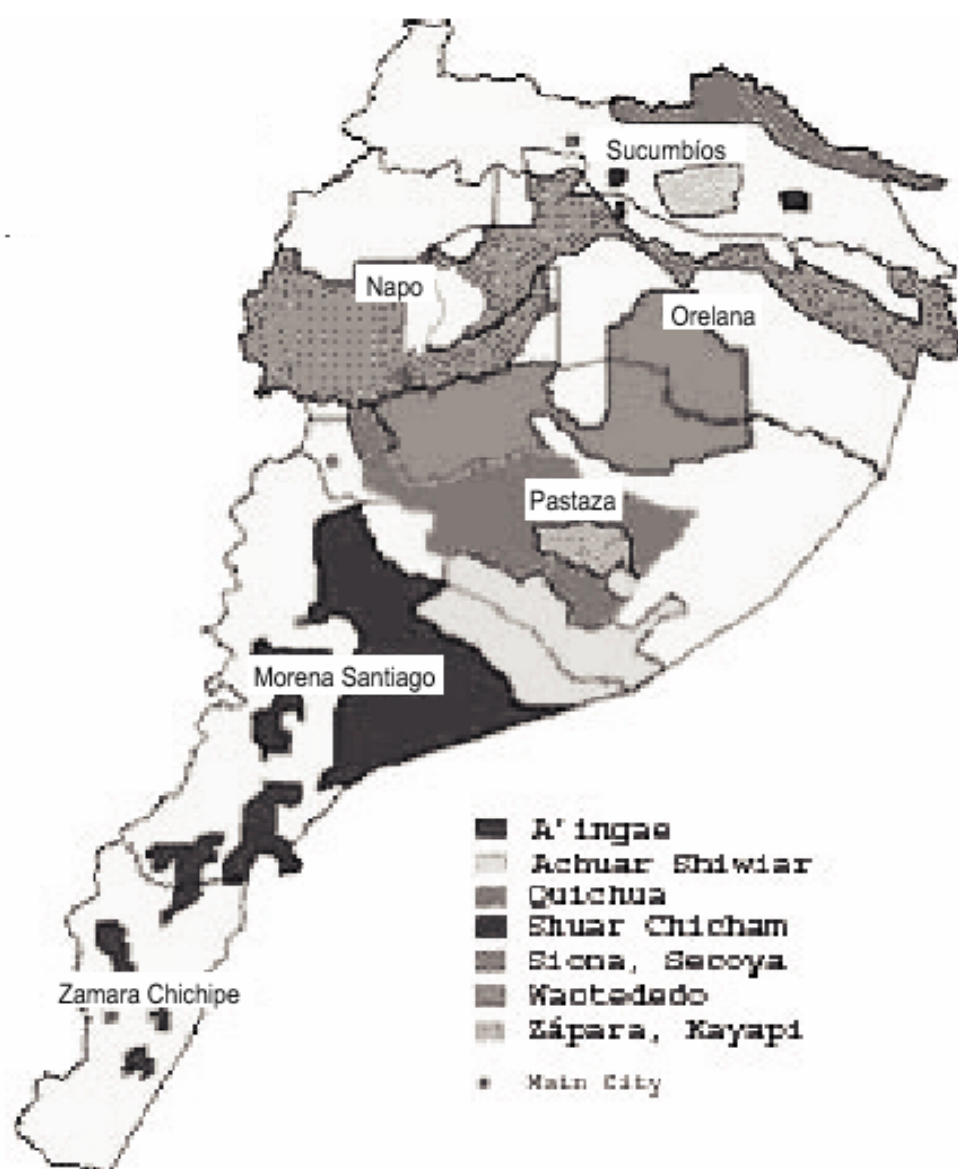 Sucumbíos
Napo
Orelana
Pastaza
Morena Santiago
Zamara Chichipe
A'ingae
Achuar Shiwiar
Quichua
Shuar Chicham
Siona, Secoya
Waotededo
Zápara, Kayapi
Main City